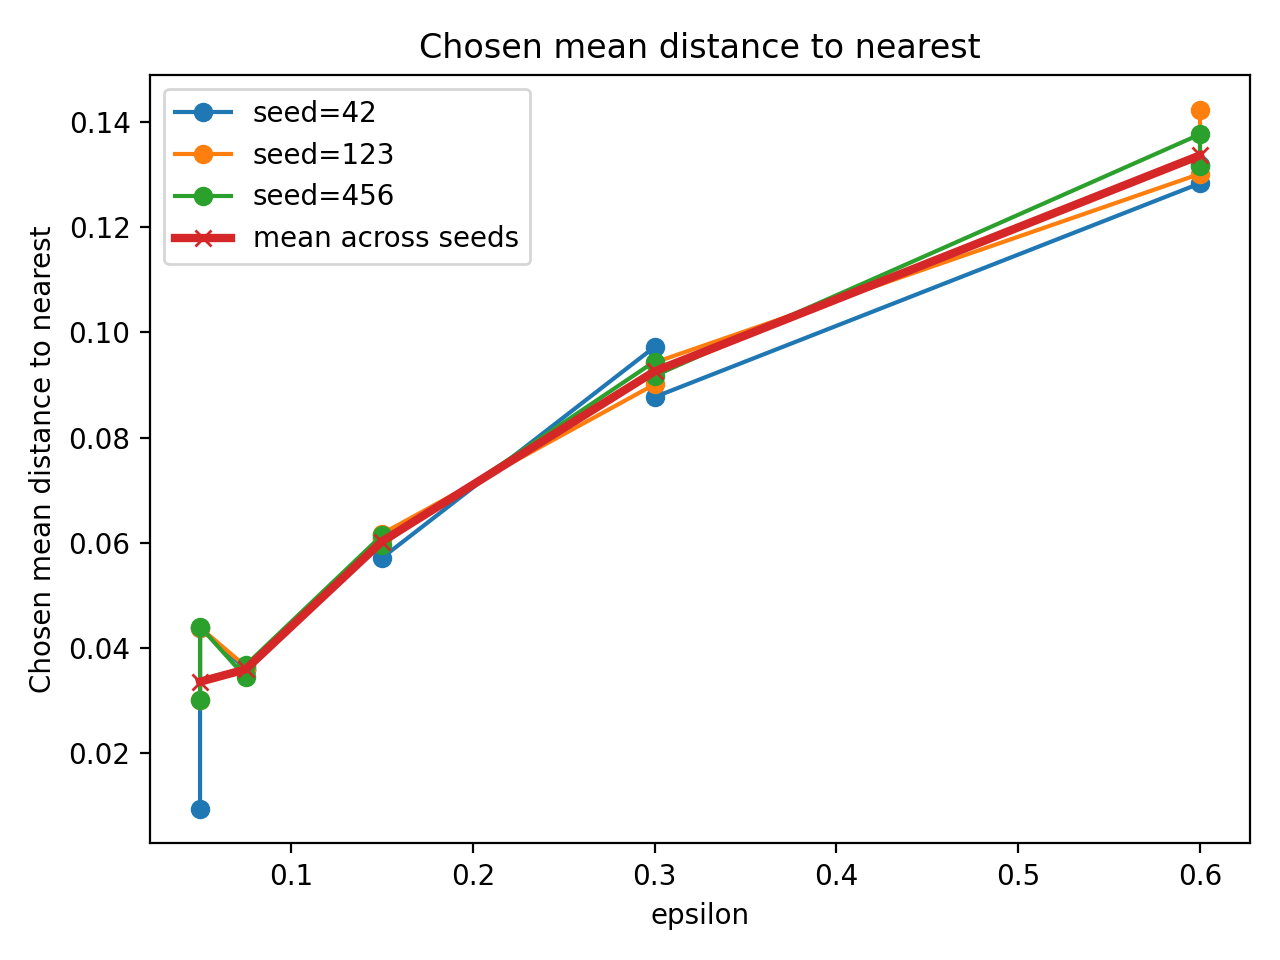 Chosen mean distance to nearest
seed=42
seed=123
seed=456
mean across seeds
Chosen mean distance to nearest
0.14
0.12
0.10
0.08
0.06
0.04
0.02
0.1 0.2 0.3 0.4 0.5 0.6
epsilon